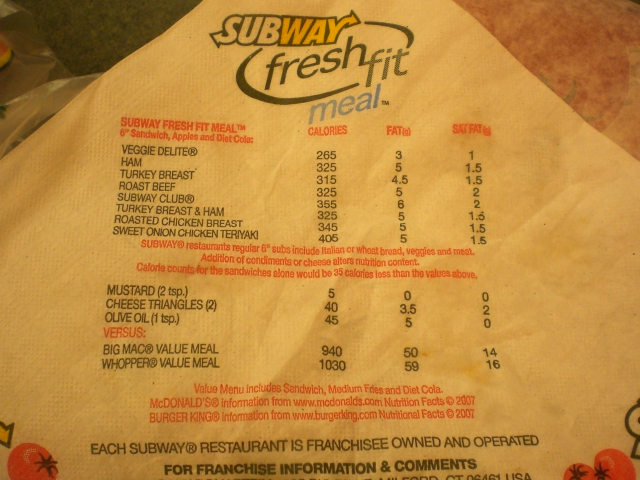 SUBWAY
fresh fit
meal™
SUBWAY FRESH FIT MEAL™
6" Sandwich, Apples and Diet Coke: CALORIES FAT(g) SAT FAT(g)
VEGGIE DELITE® 265 3 1
HAM 325 5 1.5
TURKEY BREAST 315 4.5 1.5
ROAST BEEF 325 5 2
SUBWAY CLUB® 355 6 2
TURKEY BREAST & HAM 325 5 1.5
ROASTED CHICKEN BREAST 345 5 1.5
SWEET ONION CHICKEN TERIYAKI 405 5 1.5
SUBWAY® restaurants regular 6" subs include Italian or wheat bread, veggies and meat.
Addition of condiments or cheese alters nutrition content.
Calorie counts for the sandwiches alone would be 35 calories less than the values above.
MUSTARD (2 tsp.) 5 0 0
CHEESE TRIANGLES (2) 40 3.5 2
OLIVE OIL (1 tsp.) 45 5 0
VERSUS:
BIG MAC® VALUE MEAL 940 50 14
WHOPPER® VALUE MEAL 1030 59 16
Value Menu includes Sandwich, Medium Fries and Diet Cola.
McDONALD'S® information from www.mcdonalds.com Nutrition Facts © 2007
BURGER KING® information from www.burgerking.com Nutritional Facts © 2007
EACH SUBWAY® RESTAURANT IS FRANCHISEE OWNED AND OPERATED
FOR FRANCHISE INFORMATION & COMMENTS
MILFORD, CT 06461 USA